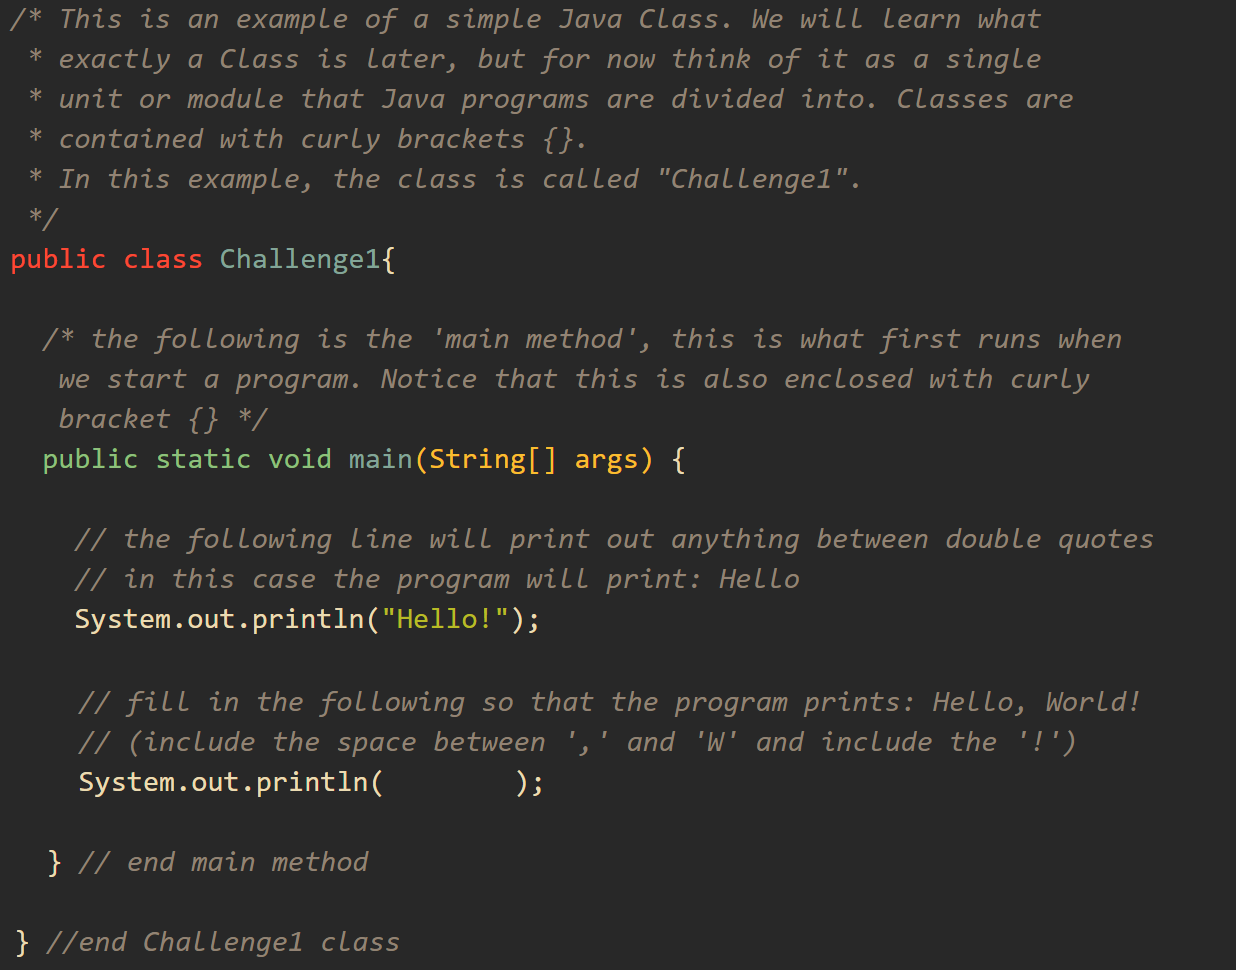 /* This is an example of a simple Java Class. We will learn what
 * exactly a Class is later, but for now think of it as a single
 * unit or module that Java programs are divided into. Classes are
 * contained with curly brackets {}.
 * In this example, the class is called "Challenge1".
 */
public class Challenge1{
  /* the following is the 'main method', this is what first runs when
   we start a program. Notice that this is also enclosed with curly
   bracket {} */
  public static void main(String[] args) {
    // the following line will print out anything between double quotes
    // in this case the program will print: Hello
    System.out.println("Hello!");
    // fill in the following so that the program prints: Hello, World!
    // (include the space between ',' and 'W' and include the '!')
    System.out.println(        );
  } // end main method
} //end Challenge1 class